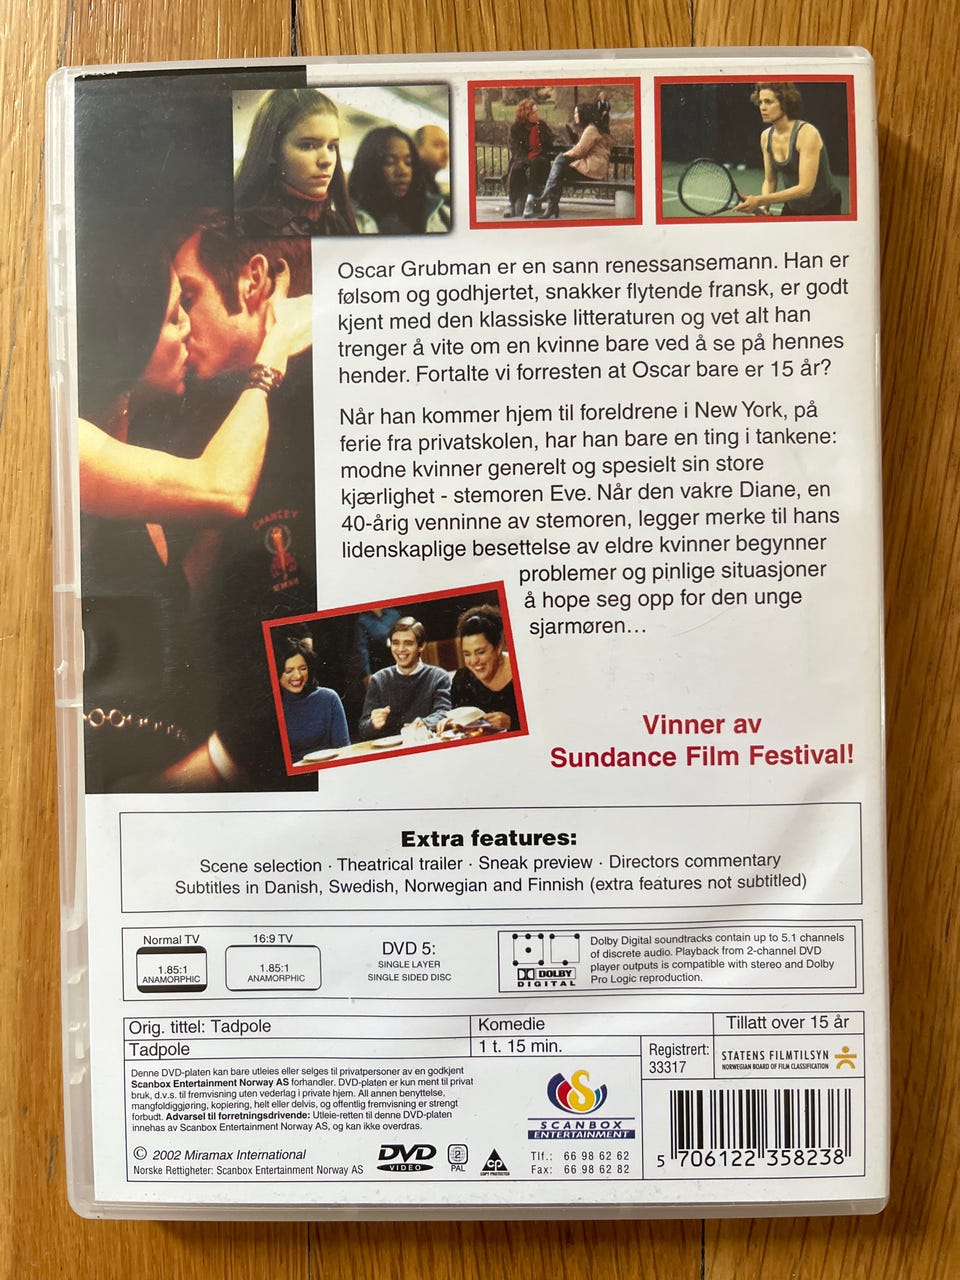 Oscar Grubman er en sann renessansemann. Han er
følsom og godhjertet, snakker flytende fransk, er godt
kjent med den klassiske litteraturen og vet alt han
trenger å vite om en kvinne bare ved å se på hennes
hender. Fortalte vi forresten at Oscar bare er 15 år?
Når han kommer hjem til foreldrene i New York, på
ferie fra privatskolen, har han bare en ting i tankene:
modne kvinner generelt og spesielt sin store
kjærlighet - stemoren Eve. Når den vakre Diane, en
40-årig venninne av stemoren, legger merke til hans
lidenskaplige besettelse av eldre kvinner begynner
problemer og pinlige situasjoner
å hope seg opp for den unge
sjarmøren...
CHANCEY
Vinner av
Sundance Film Festival!
Extra features:
Scene selection · Theatrical trailer · Sneak preview · Directors commentary
Subtitles in Danish, Swedish, Norwegian and Finnish (extra features not subtitled)
Normal TV
1.85:1
ANAMORPHIC
16:9 TV
1.85:1
ANAMORPHIC
DVD 5:
SINGLE LAYER
SINGLE SIDED DISC
DOLBY
DIGITAL
Dolby Digital soundtracks contain up to 5.1 channels
of discrete audio. Playback from 2-channel DVD
player outputs is compatible with stereo and Dolby
Pro Logic reproduction.
Orig. tittel: Tadpole
Komedie
Tillatt over 15 år
Tadpole
1 t. 15 min.
Registrert:
33317
STATENS FILMTILSYN
NORWEGIAN BOARD OF FILM CLASSIFICATION
Denne DVD-platen kan bare utleies eller selges til privatpersoner av en godkjent
Scanbox Entertainment Norway AS forhandler. DVD-platen er kun ment til privat
bruk, d.v.s. til fremvisning uten vederlag i private hjem. All annen benyttelse,
mangfoldiggjøring, kopiering, helt eller delvis, og offentlig fremvisning er strengt
forbudt. Advarsel til forretningsdrivende: Utleie-retten til denne DVD-platen
innehas av Scanbox Entertainment Norway AS, og kan ikke overdras.
© 2002 Miramax International
Norske Rettigheter: Scanbox Entertainment Norway AS
DVD
VIDEO
2
PAL
CP
COPY PROTECTED
SCANBOX
ENTERTAINMENT
Tlf.: 66 98 62 62
Fax: 66 98 62 82
5 706122 358238